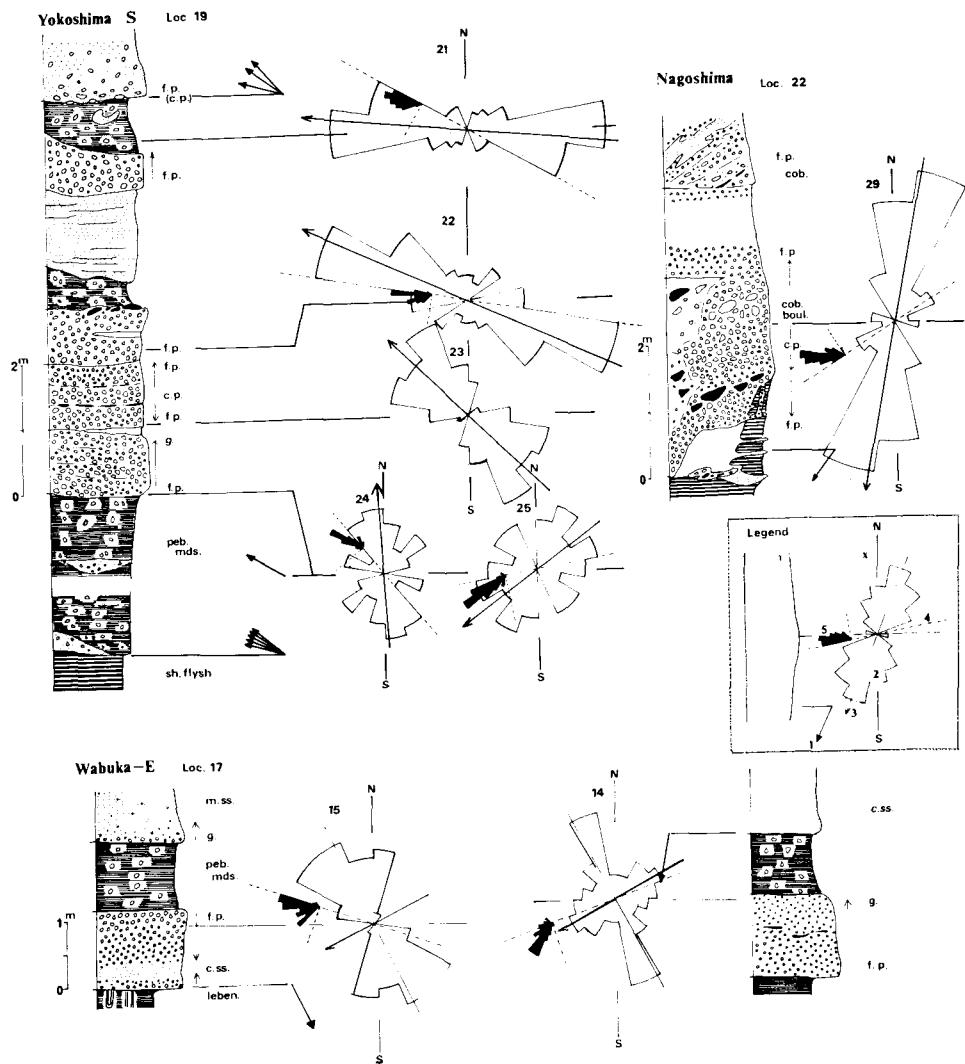 Yokoshima S Loc 19
f.p.
(c.p.)
f.p.
f.p.
2m
f.p.
c.p.
f.p.
g.
0
f.p.
peb.
mds.
sh. flysh
21
N
22
23
S
N
24
N
25
S
S
Nagoshima Loc. 22
f.p.
cob.
N
29
f.p.
cob.
boul.
c.p.
2m
f.p.
0
S
Legend
N
x
5
4
2
3
1
S
Wabuka-E Loc. 17
m.ss.
g.
peb.
mds.
f.p.
1m
c.ss.
0
leben.
N
15
S
N
14
S
c.ss.
g.
f.p.